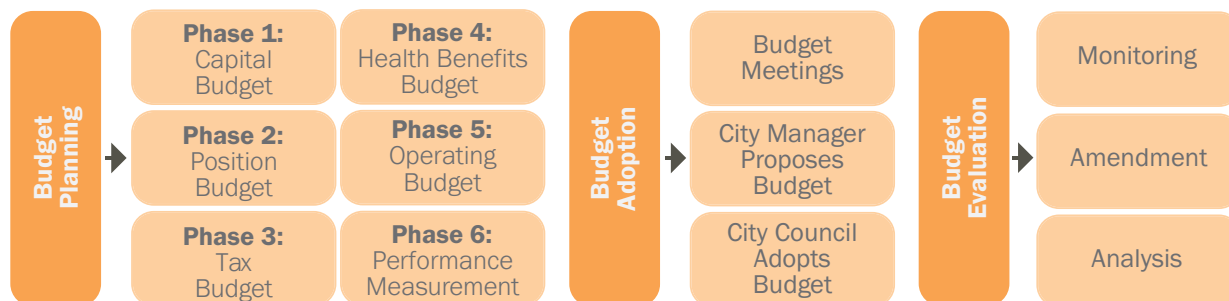 Budget
Planning
Phase 1:
Capital
Budget
Phase 2:
Position
Budget
Phase 3:
Tax
Budget
Phase 4:
Health Benefits
Budget
Phase 5:
Operating
Budget
Phase 6:
Performance
Measurement
Budget
Adoption
Budget
Meetings
City Manager
Proposes
Budget
City Council
Adopts
Budget
Budget
Evaluation
Monitoring
Amendment
Analysis